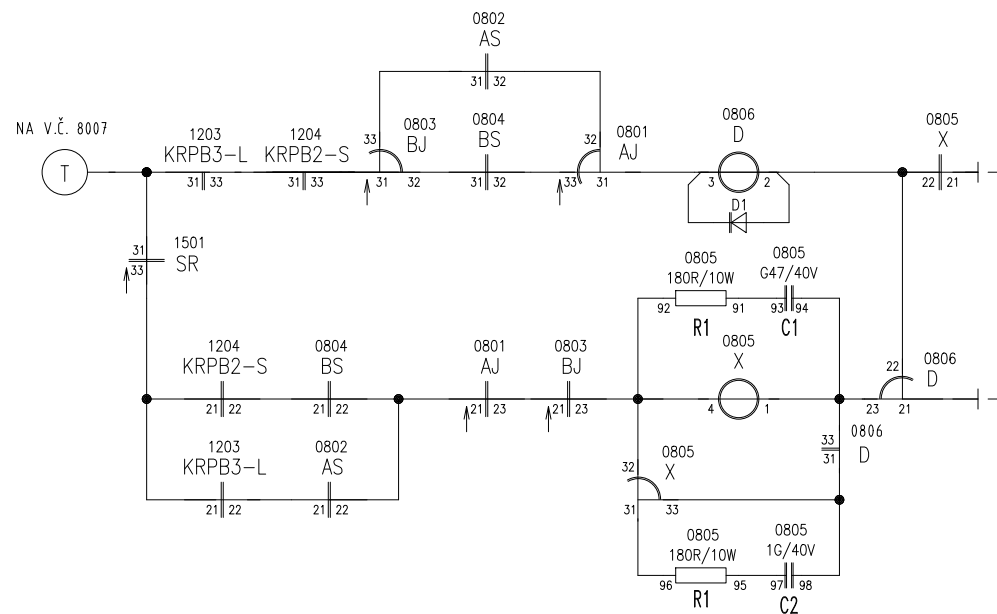 0802
AS
31 32
NA V.Č. 8007
T
1203
KRPB3-L
31 33
1204
KRPB2-S
31 33
33
0803
BJ
31 32
0804
BS
31 32
32
0801
AJ
33 31
0806
D
3 2
D1
0805
X
22 21
31
33
1501
SR
0805
180R/10W
92 91
R1
0805
G47/40V
93 94
C1
1204
KRPB2-S
21 22
0804
BS
21 22
0801
AJ
21 23
0803
BJ
21 23
0805
X
4 1
22
0806
D
23 21
33
31
0806
D
1203
KRPB3-L
21 22
0802
AS
21 22
32
0805
X
31 33
0805
180R/10W
96 95
R1
0805
1G/40V
97 98
C2